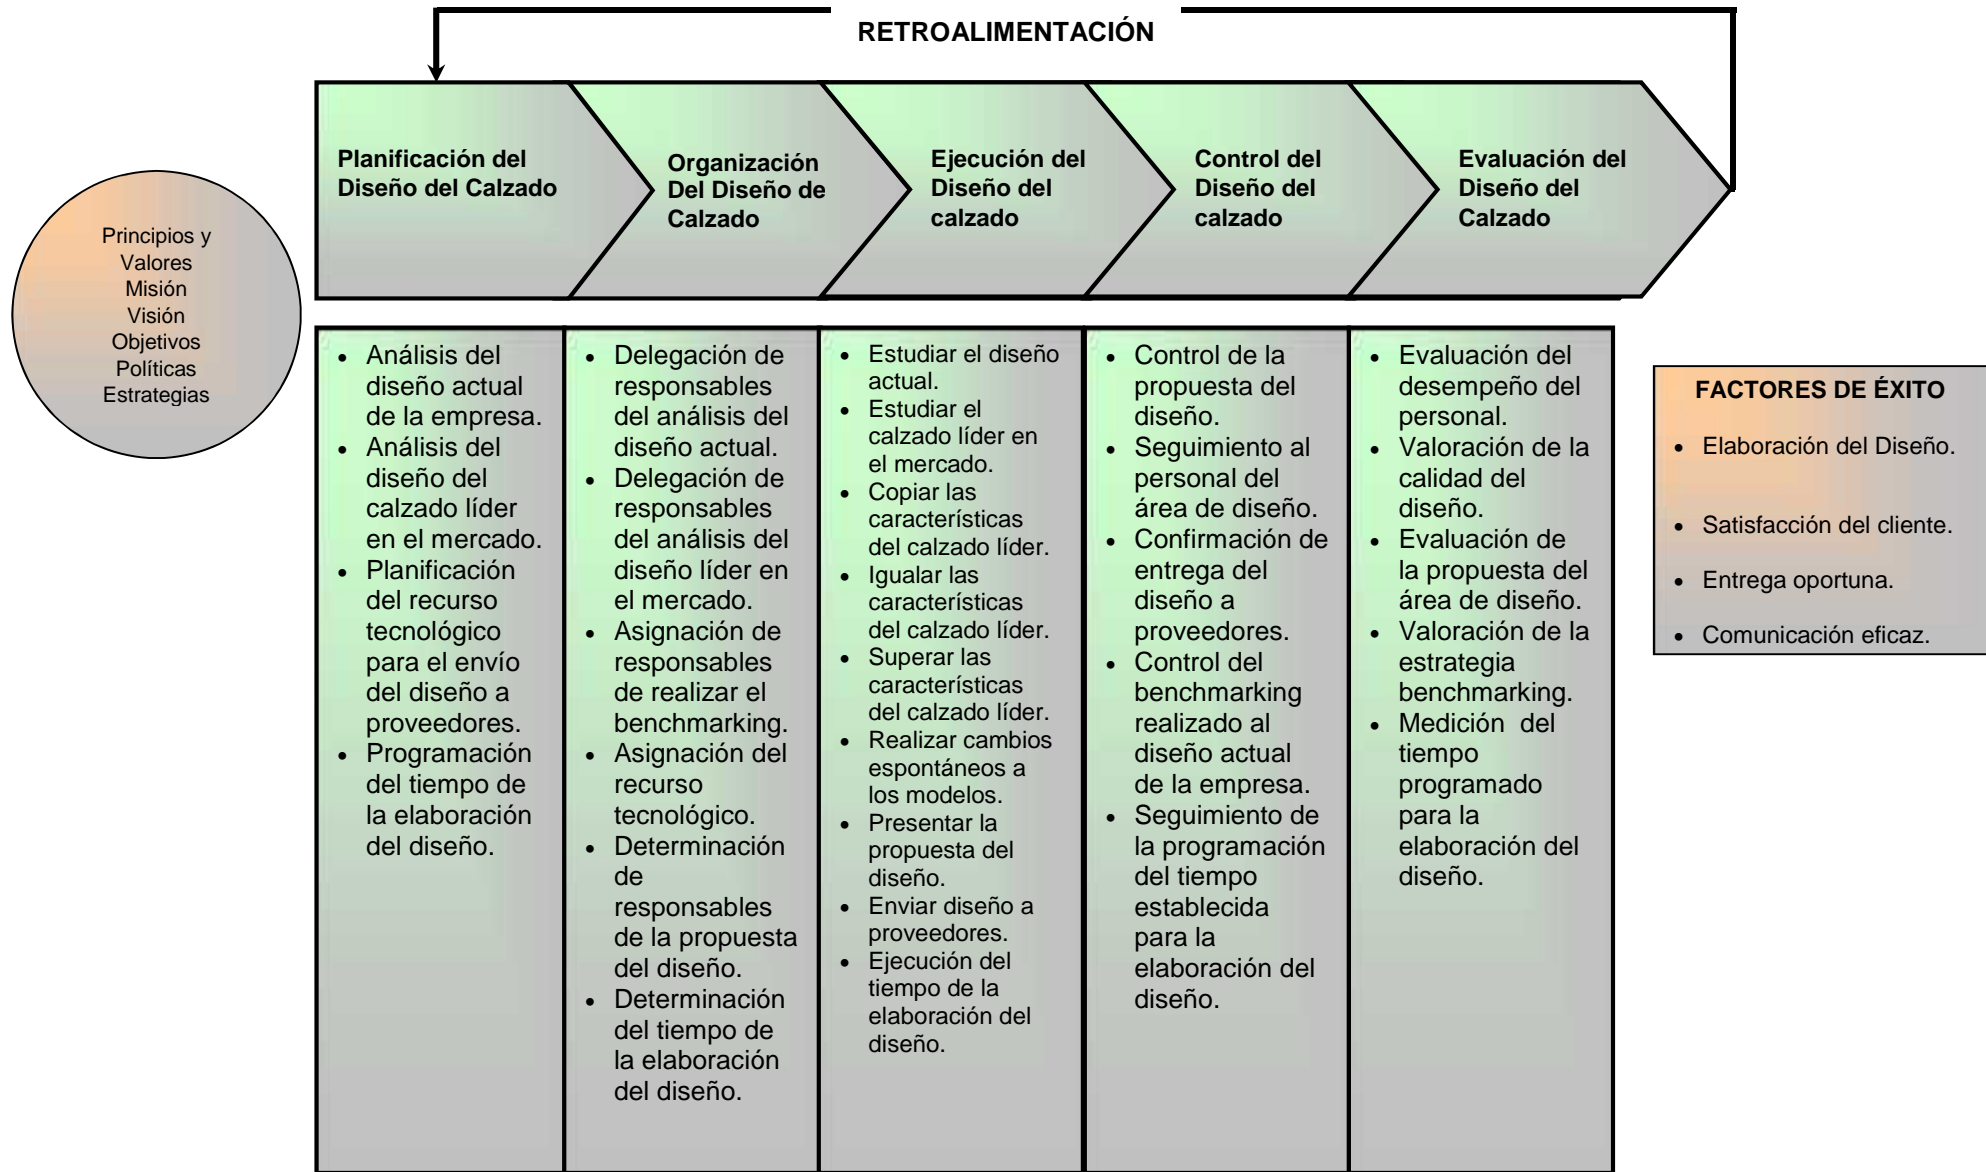 RETROALIMENTACIÓN
Planificación del
Diseño del Calzado
Organización
Del Diseño de
Calzado
Ejecución del
Diseño del
calzado
Control del
Diseño del
calzado
Evaluación del
Diseño del
Calzado
Principios y
Valores
Misión
Visión
Objetivos
Políticas
Estrategias
• Análisis del
diseño actual
de la empresa.
• Análisis del
diseño del
calzado líder
en el mercado.
• Planificación
del recurso
tecnológico
para el envío
del diseño a
proveedores.
• Programación
del tiempo de
la elaboración
del diseño.
• Delegación de
responsables
del análisis del
diseño actual.
• Delegación de
responsables
del análisis del
diseño líder en
el mercado.
• Asignación de
responsables
de realizar el
benchmarking.
• Asignación del
recurso
tecnológico.
• Determinación
de
responsables
de la propuesta
del diseño.
• Determinación
del tiempo de
la elaboración
del diseño.
• Estudiar el diseño
actual.
• Estudiar el
calzado líder en
el mercado.
• Copiar las
características
del calzado líder.
• Igualar las
características
del calzado líder.
• Superar las
características
del calzado líder.
• Realizar cambios
espontáneos a
los modelos.
• Presentar la
propuesta del
diseño.
• Enviar diseño a
proveedores.
• Ejecución del
tiempo de la
elaboración del
diseño.
• Control de la
propuesta del
diseño.
• Seguimiento al
personal del
área de diseño.
• Confirmación de
entrega del
diseño a
proveedores.
• Control del
benchmarking
realizado al
diseño actual
de la empresa.
• Seguimiento de
la programación
del tiempo
establecida
para la
elaboración del
diseño.
• Evaluación del
desempeño del
personal.
• Valoración de la
calidad del
diseño.
• Evaluación de
la propuesta del
área de diseño.
• Valoración de la
estrategia
benchmarking.
• Medición del
tiempo
programado
para la
elaboración del
diseño.
FACTORES DE ÉXITO
• Elaboración del Diseño.
• Satisfacción del cliente.
• Entrega oportuna.
• Comunicación eficaz.